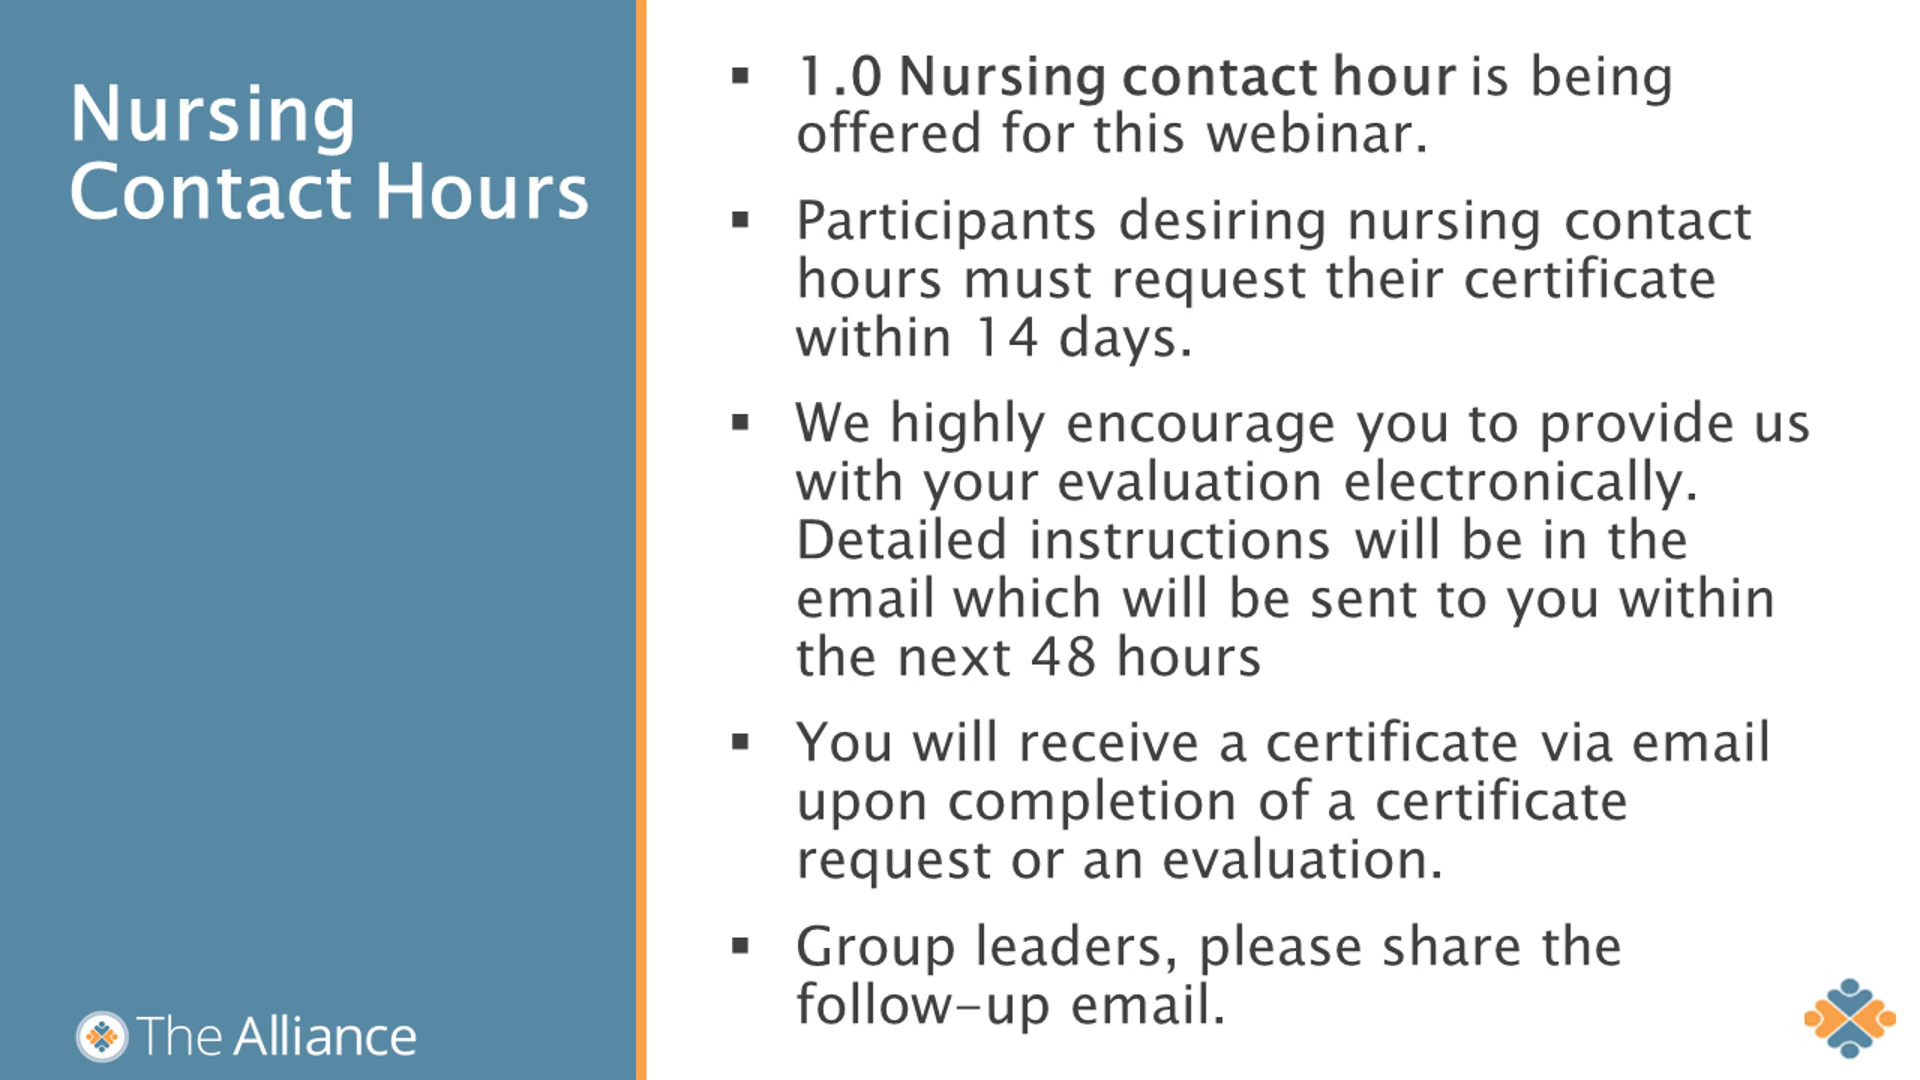 Nursing
Contact Hours
▪ 1.0 Nursing contact hour is being
offered for this webinar.
▪ Participants desiring nursing contact
hours must request their certificate
within 14 days.
▪ We highly encourage you to provide us
with your evaluation electronically.
Detailed instructions will be in the
email which will be sent to you within
the next 48 hours
▪ You will receive a certificate via email
upon completion of a certificate
request or an evaluation.
▪ Group leaders, please share the
follow-up email.
The Alliance